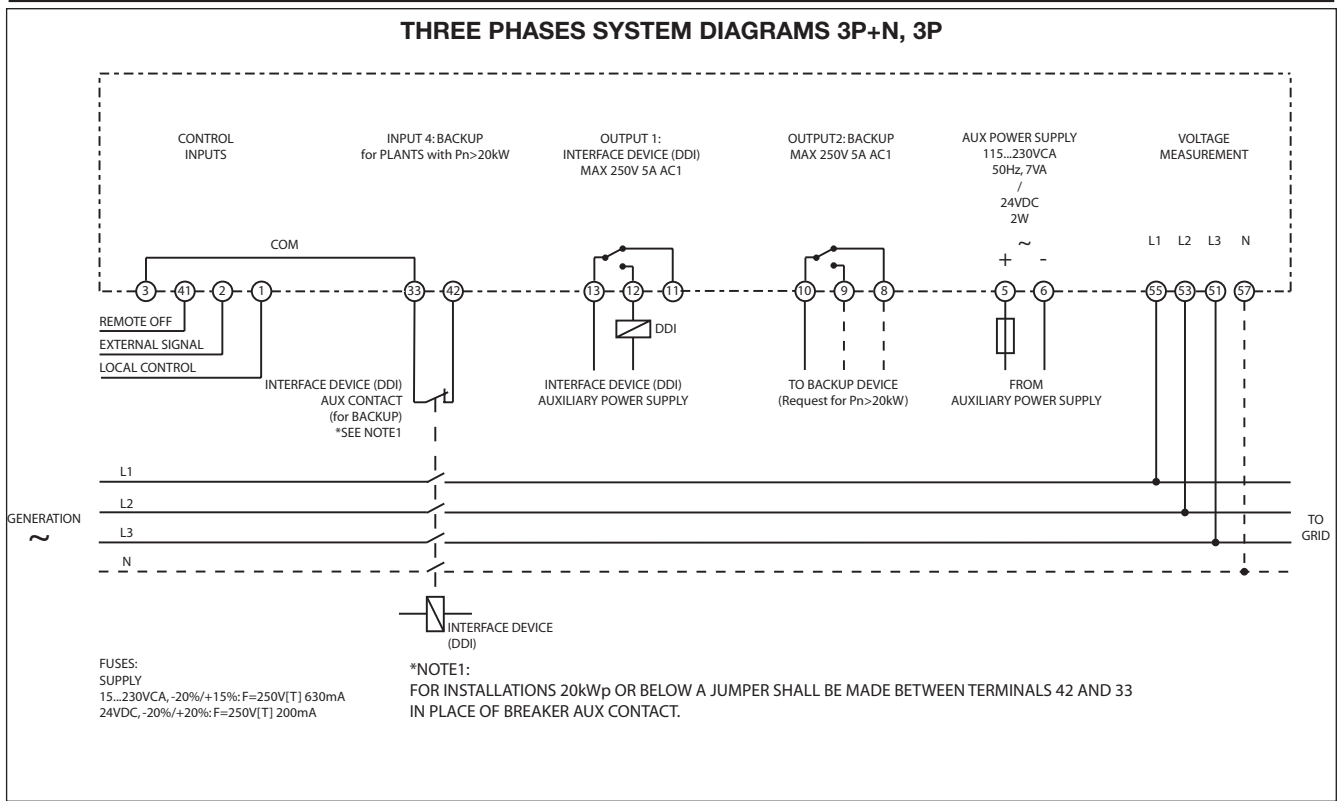 THREE PHASES SYSTEM DIAGRAMS 3P+N, 3P
CONTROL
INPUTS
INPUT 4: BACKUP
for PLANTS with Pn>20kW
OUTPUT 1:
INTERFACE DEVICE (DDI)
MAX 250V 5A AC1
OUTPUT2: BACKUP
MAX 250V 5A AC1
AUX POWER SUPPLY
115...230VCA
50Hz, 7VA
/
24VDC
2W
VOLTAGE
MEASUREMENT
COM
~
+ -
L1 L2 L3 N
3 41 2 1 33 42 13 12 11 10 9 8 5 6 55 53 51 57
REMOTE OFF
EXTERNAL SIGNAL
LOCAL CONTROL
DDI
INTERFACE DEVICE (DDI)
AUX CONTACT
(for BACKUP)
*SEE NOTE1
INTERFACE DEVICE (DDI)
AUXILIARY POWER SUPPLY
TO BACKUP DEVICE
(Request for Pn>20kW)
FROM
AUXILIARY POWER SUPPLY
L1
L2
L3
N
GENERATION
~
TO
GRID
INTERFACE DEVICE
(DDI)
FUSES:
SUPPLY
15...230VCA, -20%/+15%: F=250V[T] 630mA
24VDC, -20%/+20%: F=250V[T] 200mA
*NOTE1:
FOR INSTALLATIONS 20kWp OR BELOW A JUMPER SHALL BE MADE BETWEEN TERMINALS 42 AND 33
IN PLACE OF BREAKER AUX CONTACT.